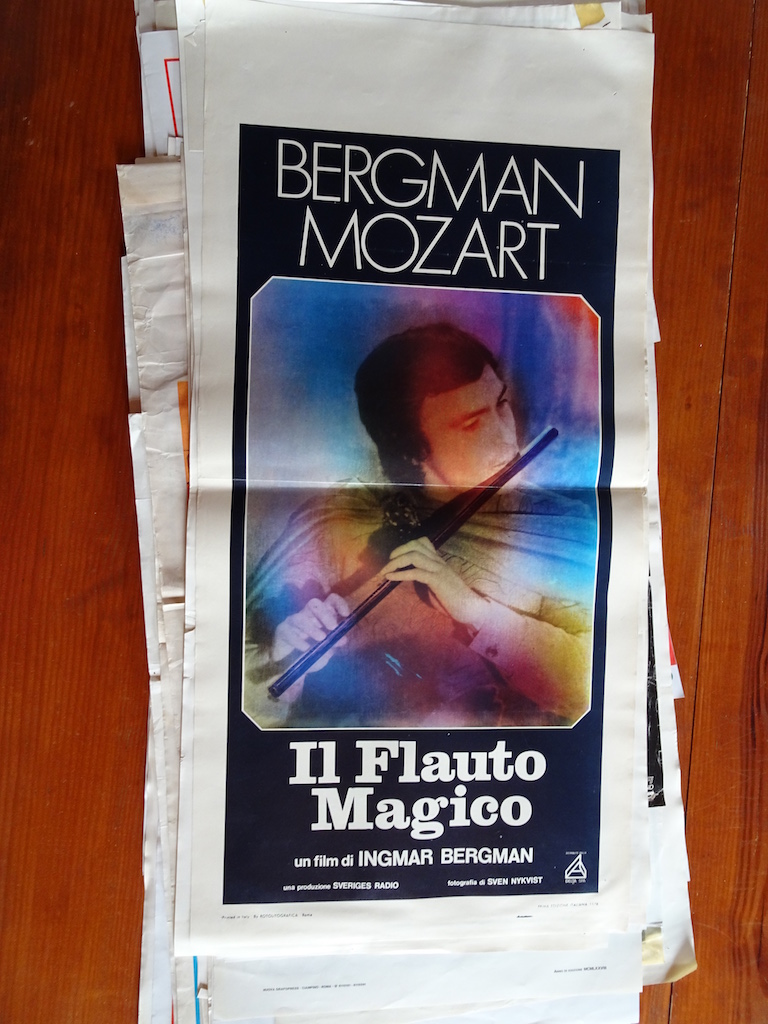 BERGMAN
MOZART
Il Flauto
Magico
un film di INGMAR BERGMAN
una produzione SVERIGES RADIO
fotografia di SVEN NYKVIST